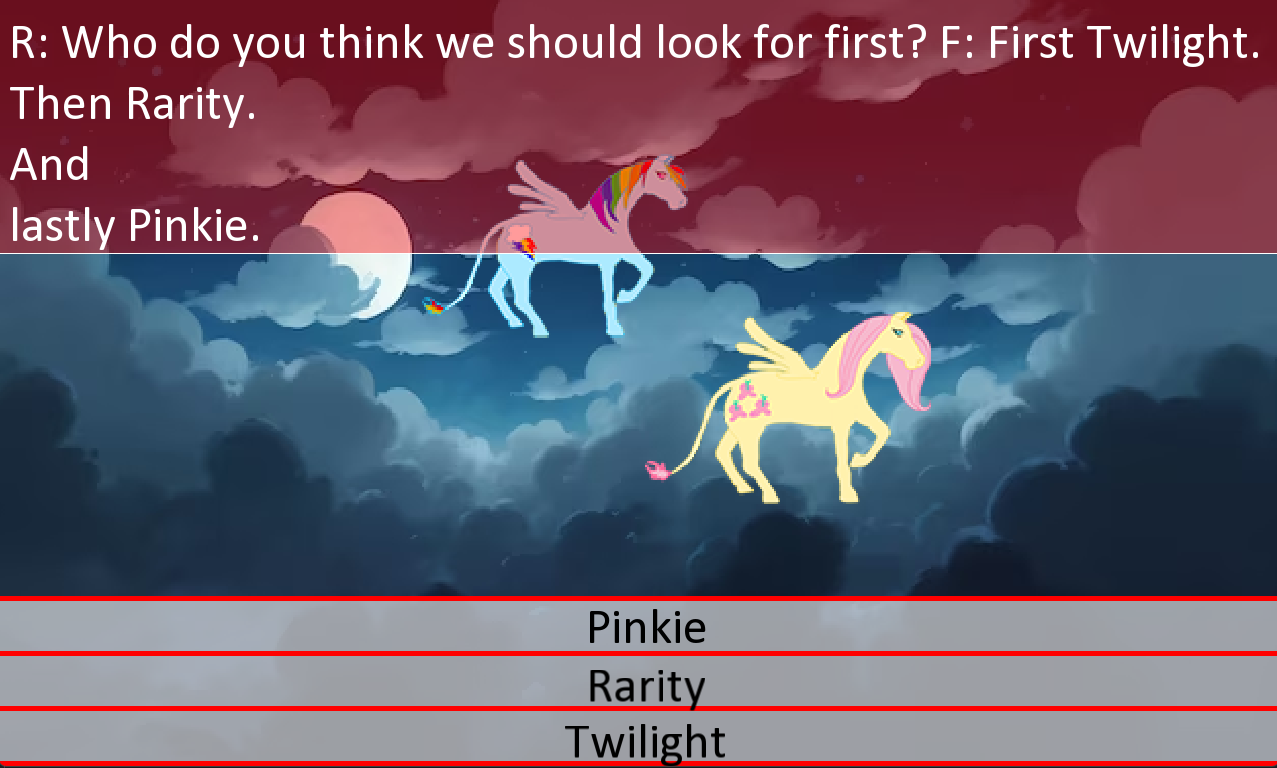 R: Who do you think we should look for first? F: First Twilight.
Then Rarity.
And
lastly Pinkie.
Pinkie
Rarity
Twilight